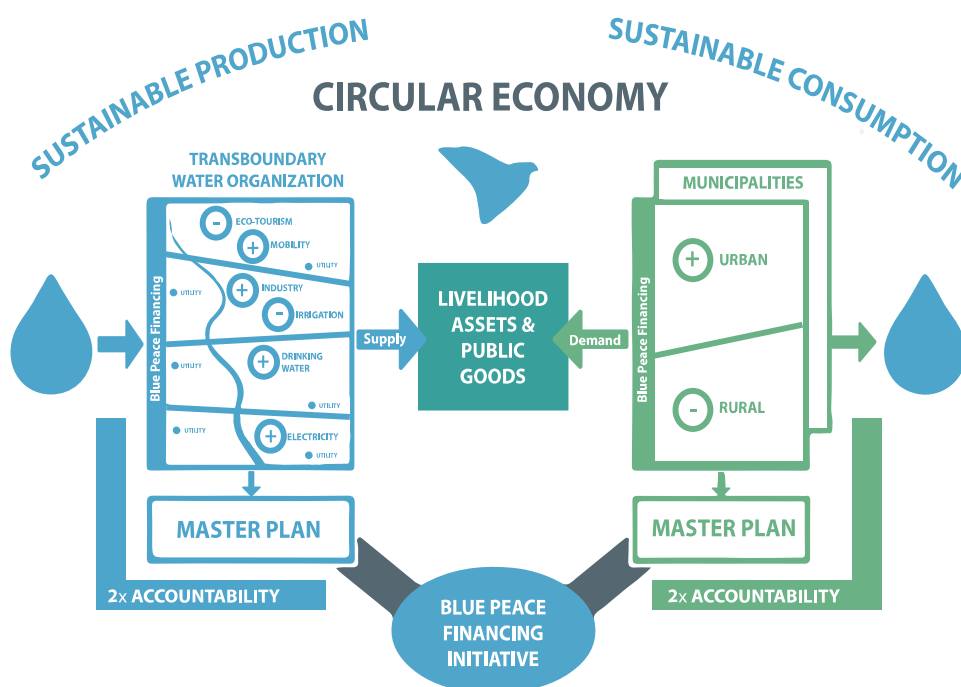 SUSTAINABLE PRODUCTION
SUSTAINABLE CONSUMPTION
CIRCULAR ECONOMY
TRANSBOUNDARY
WATER ORGANIZATION
Blue Peace Financing
- ECO-TOURISM
+ MOBILITY
UTILITY
UTILITY
+ INDUSTRY
- IRRIGATION
UTILITY
+ DRINKING
WATER
UTILITY
UTILITY
+ ELECTRICITY
UTILITY
Supply
LIVELIHOOD
ASSETS &
PUBLIC
GOODS
Demand
MUNICIPALITIES
Blue Peace Financing
+ URBAN
- RURAL
MASTER PLAN
MASTER PLAN
2x ACCOUNTABILITY
2x ACCOUNTABILITY
BLUE PEACE
FINANCING
INITIATIVE